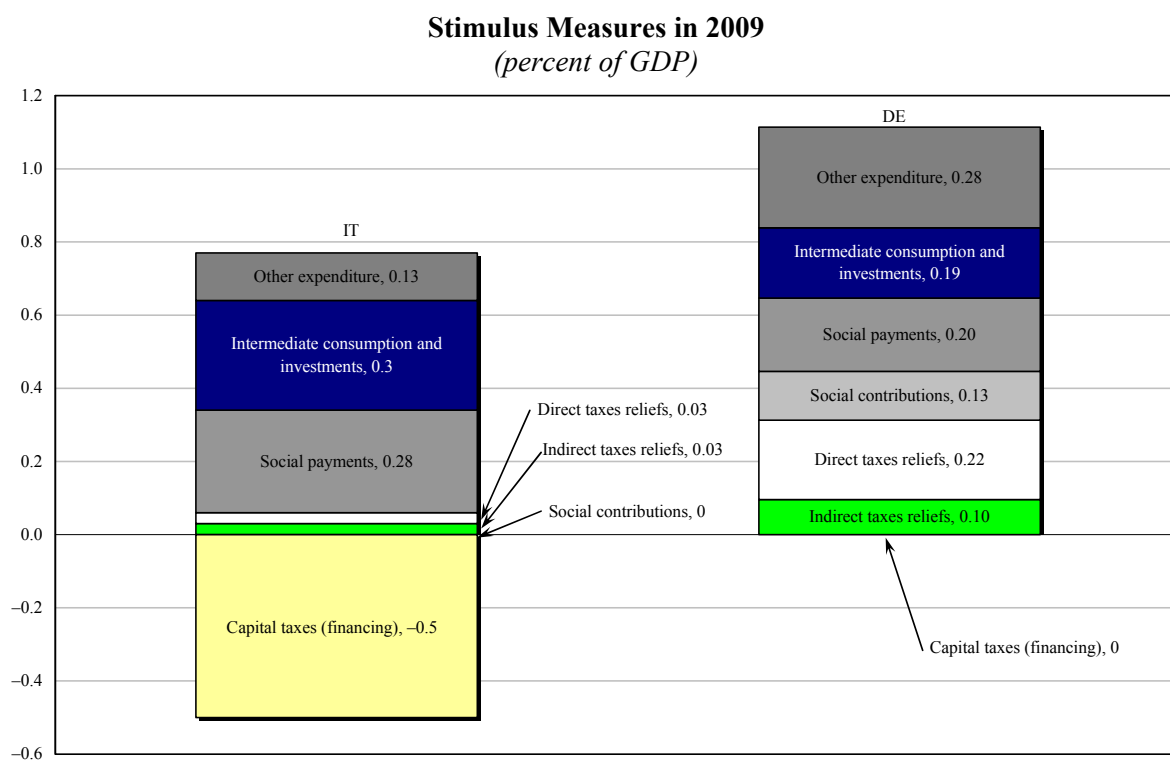 Stimulus Measures in 2009
(percent of GDP)
1.2
1.0
0.8
0.6
0.4
0.2
0.0
–0.2
–0.4
–0.6
IT
Other expenditure, 0.13
Intermediate consumption and
investments, 0.3
Social payments, 0.28
Direct taxes reliefs, 0.03
Indirect taxes reliefs, 0.03
Social contributions, 0
Capital taxes (financing), –0.5
DE
Other expenditure, 0.28
Intermediate consumption and
investments, 0.19
Social payments, 0.20
Social contributions, 0.13
Direct taxes reliefs, 0.22
Indirect taxes reliefs, 0.10
Capital taxes (financing), 0